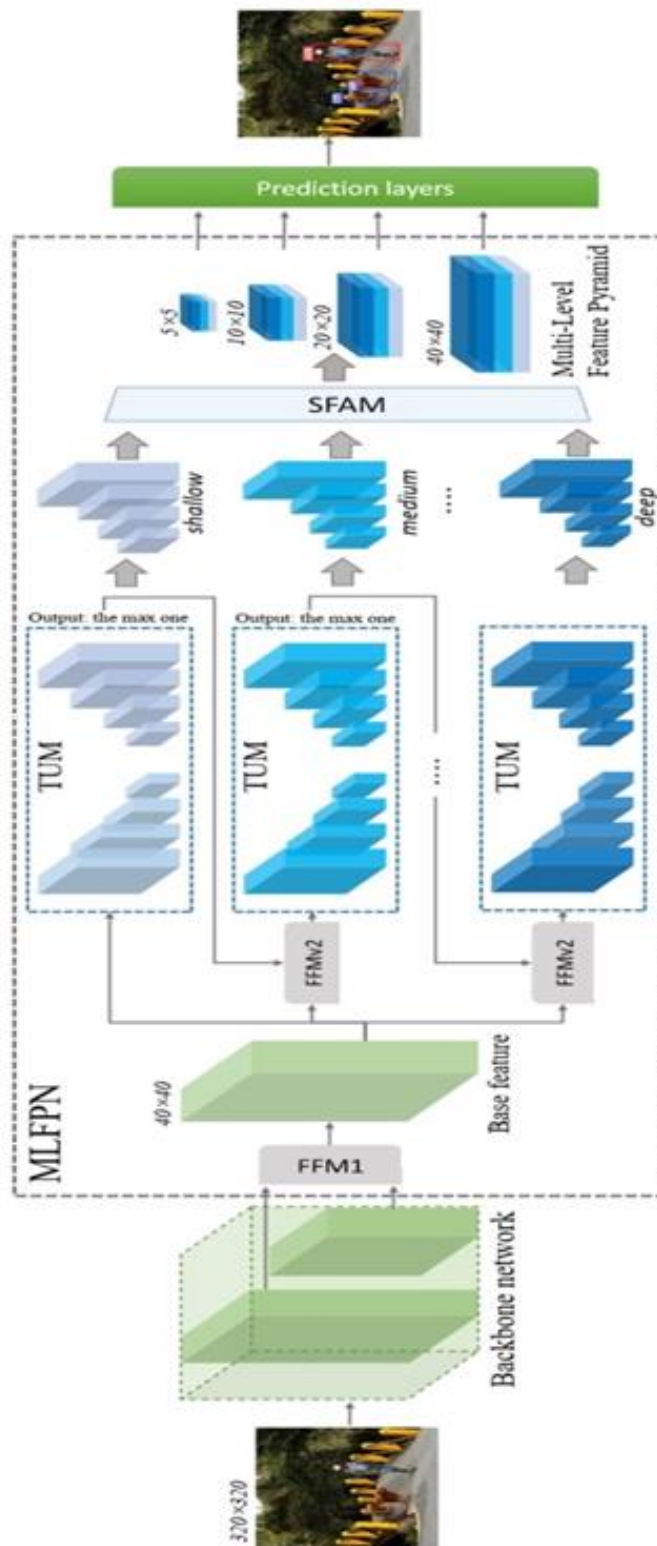 320×320
Backbone network
MLFPN
FFM1
40×40
Base feature
FFMv2
FFMv2
TUM
Output: the max one
TUM
Output: the max one
....
TUM
shallow
medium
....
deep
SFAM
5×5
10×10
20×20
40×40
Multi-Level
Feature Pyramid
Prediction layers